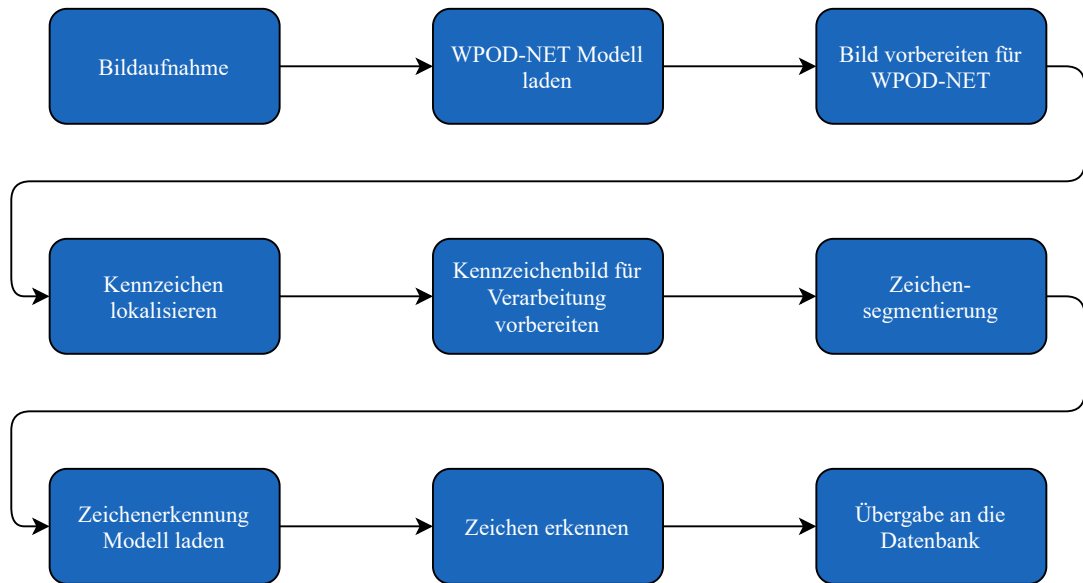 Bildaufnahme
WPOD-NET Modell
laden
Bild vorbereiten für
WPOD-NET
Kennzeichen
lokalisieren
Kennzeichenbild für
Verarbeitung
vorbereiten
Zeichen-
segmentierung
Zeichenerkennung
Modell laden
Zeichen erkennen
Übergabe an die
Datenbank